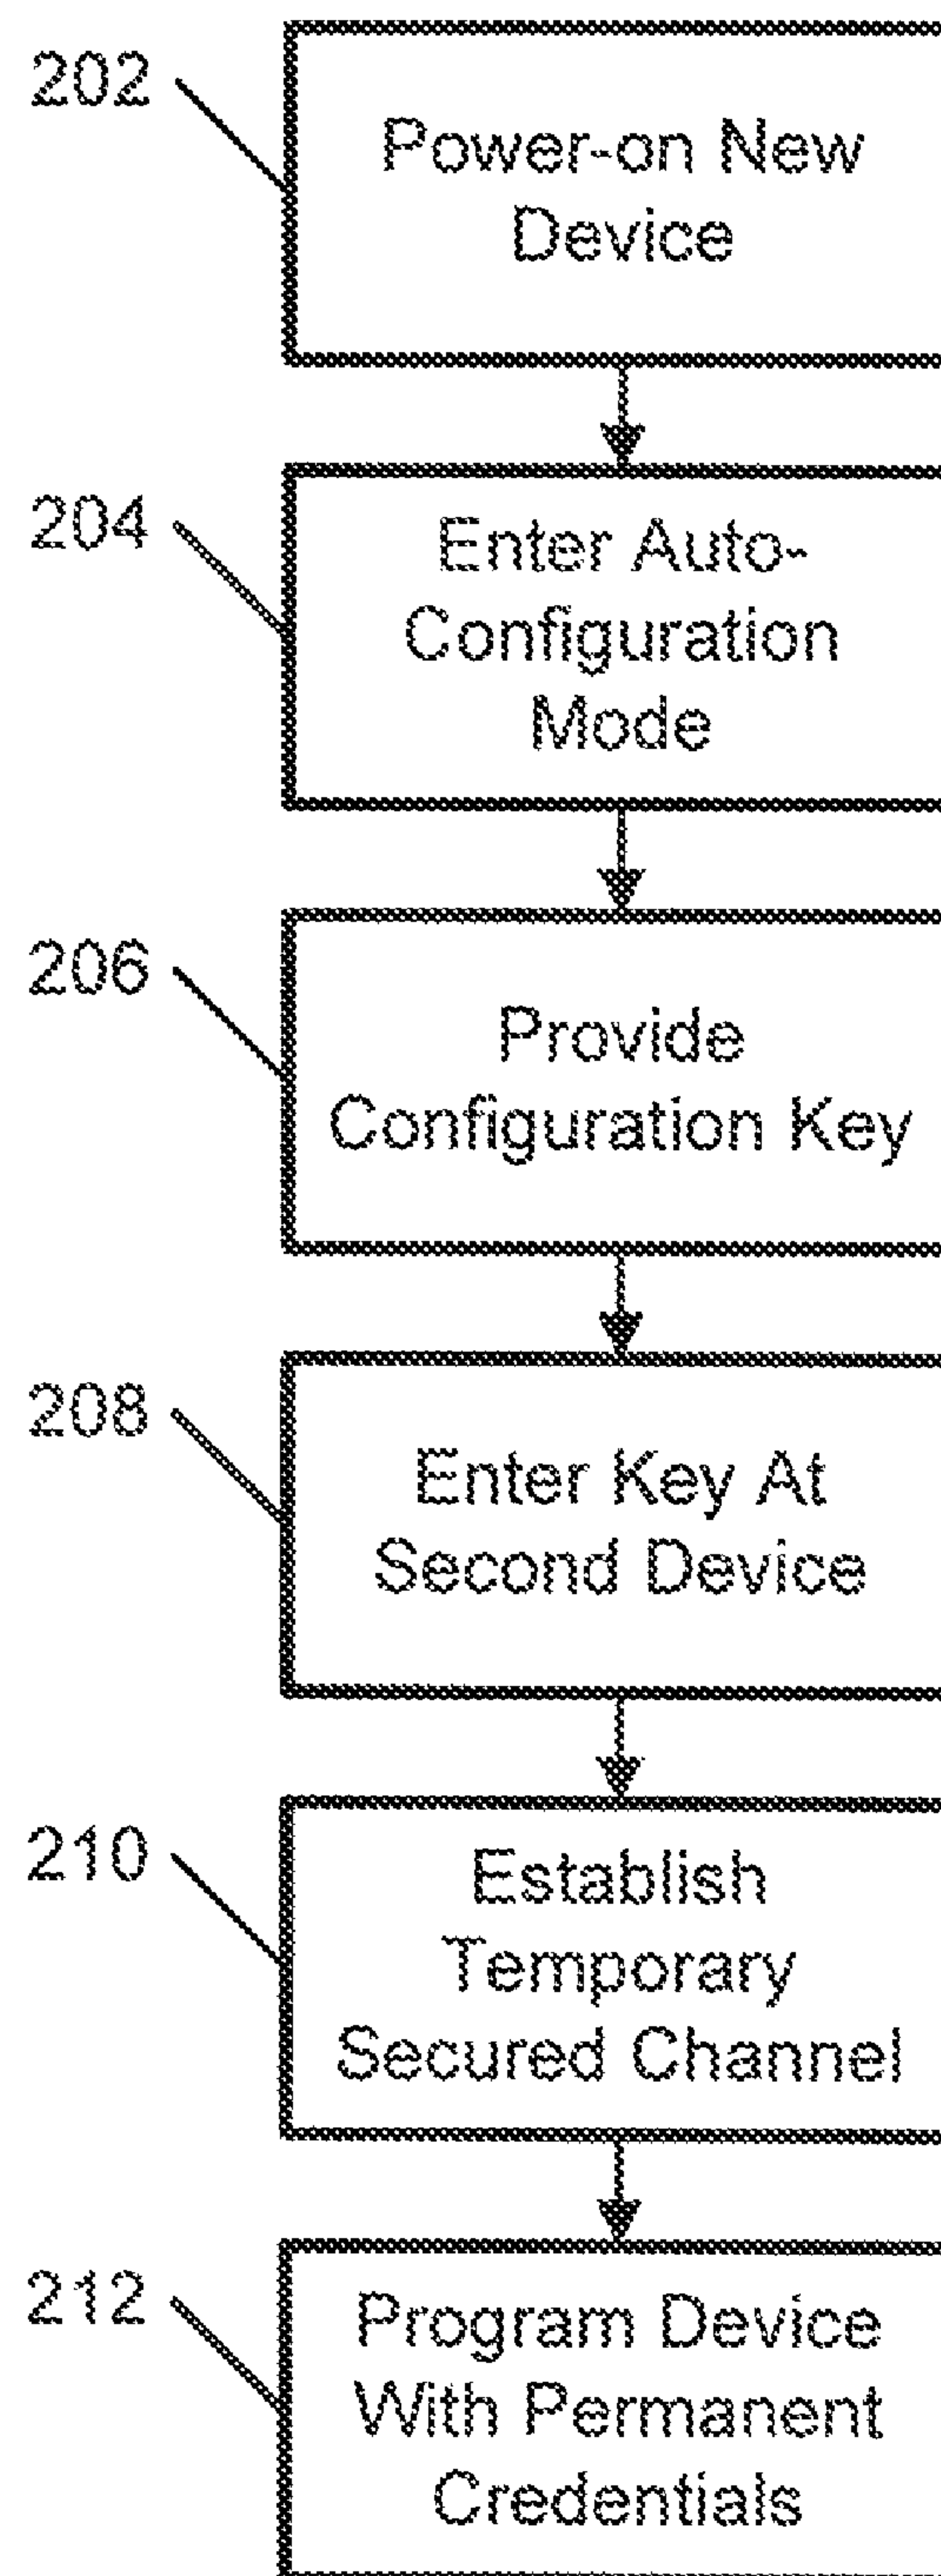 202
Power-on New
Device
204
Enter Auto-
Configuration
Mode
206
Provide
Configuration Key
208
Enter Key At
Second Device
210
Establish
Temporary
Secured Channel
212
Program Device
With Permanent
Credentials